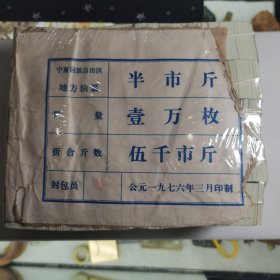 宁夏回族自治区
地方油票
半市斤
量
壹万枚
折合斤数
伍千市斤
封包员
公元一九七六年三月印制